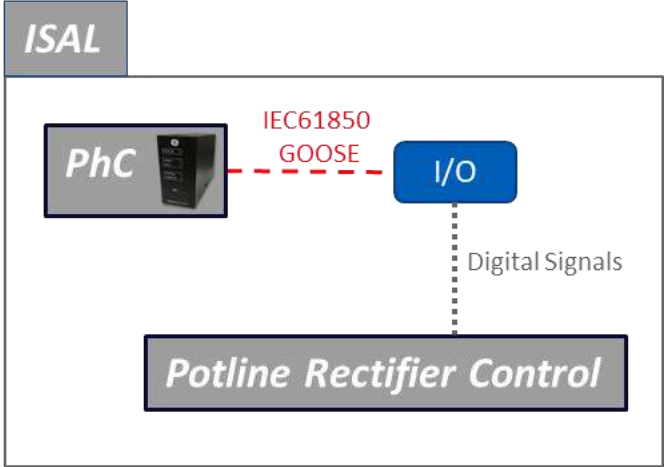 ISAL
IEC61850
GOOSE
PhC
I/O
Digital Signals
Potline Rectifier Control